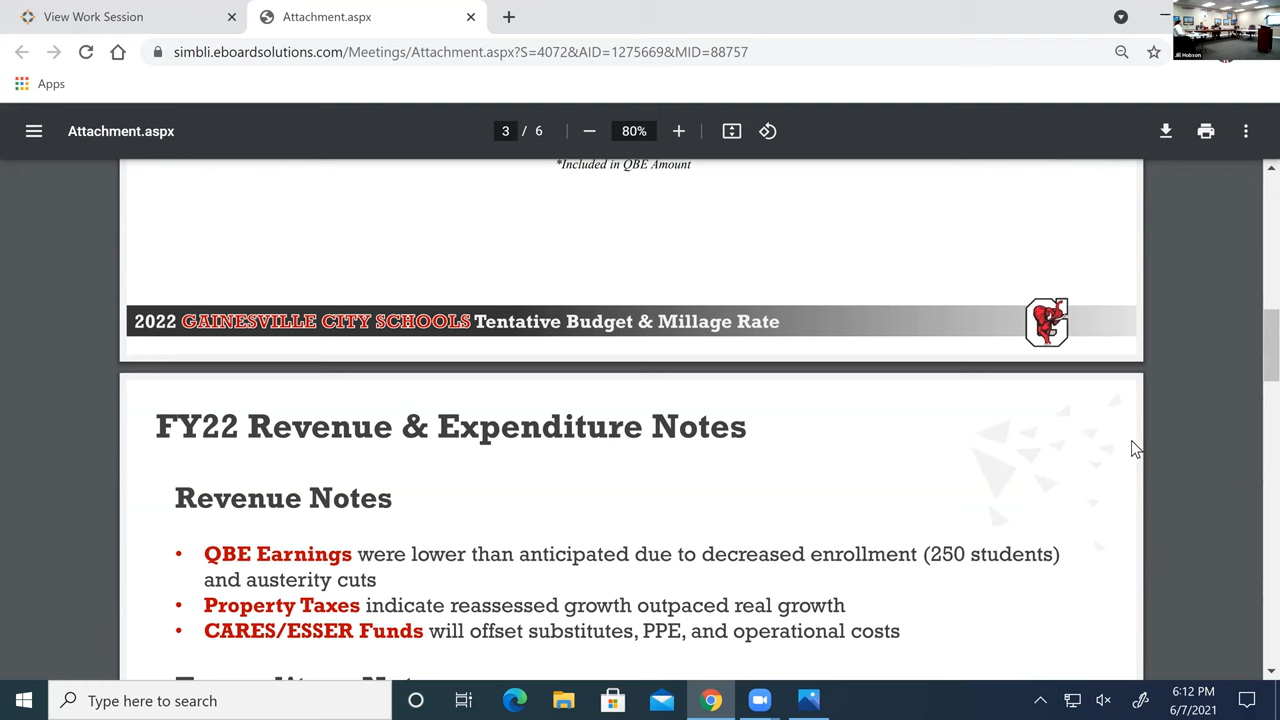 View Work Session
Attachment.aspx
simbli.eboardsolutions.com/Meetings/Attachment.aspx?S=4072&AID=1275669&MID=88757
Jill Hobson
Apps
Attachment.aspx
3 / 6
80%
*Included in QBE Amount
2022 GAINESVILLE CITY SCHOOLS Tentative Budget & Millage Rate
FY22 Revenue & Expenditure Notes
Revenue Notes
• QBE Earnings were lower than anticipated due to decreased enrollment (250 students)
and austerity cuts
• Property Taxes indicate reassessed growth outpaced real growth
• CARES/ESSER Funds will offset substitutes, PPE, and operational costs
Type here to search
6:12 PM
6/7/2021